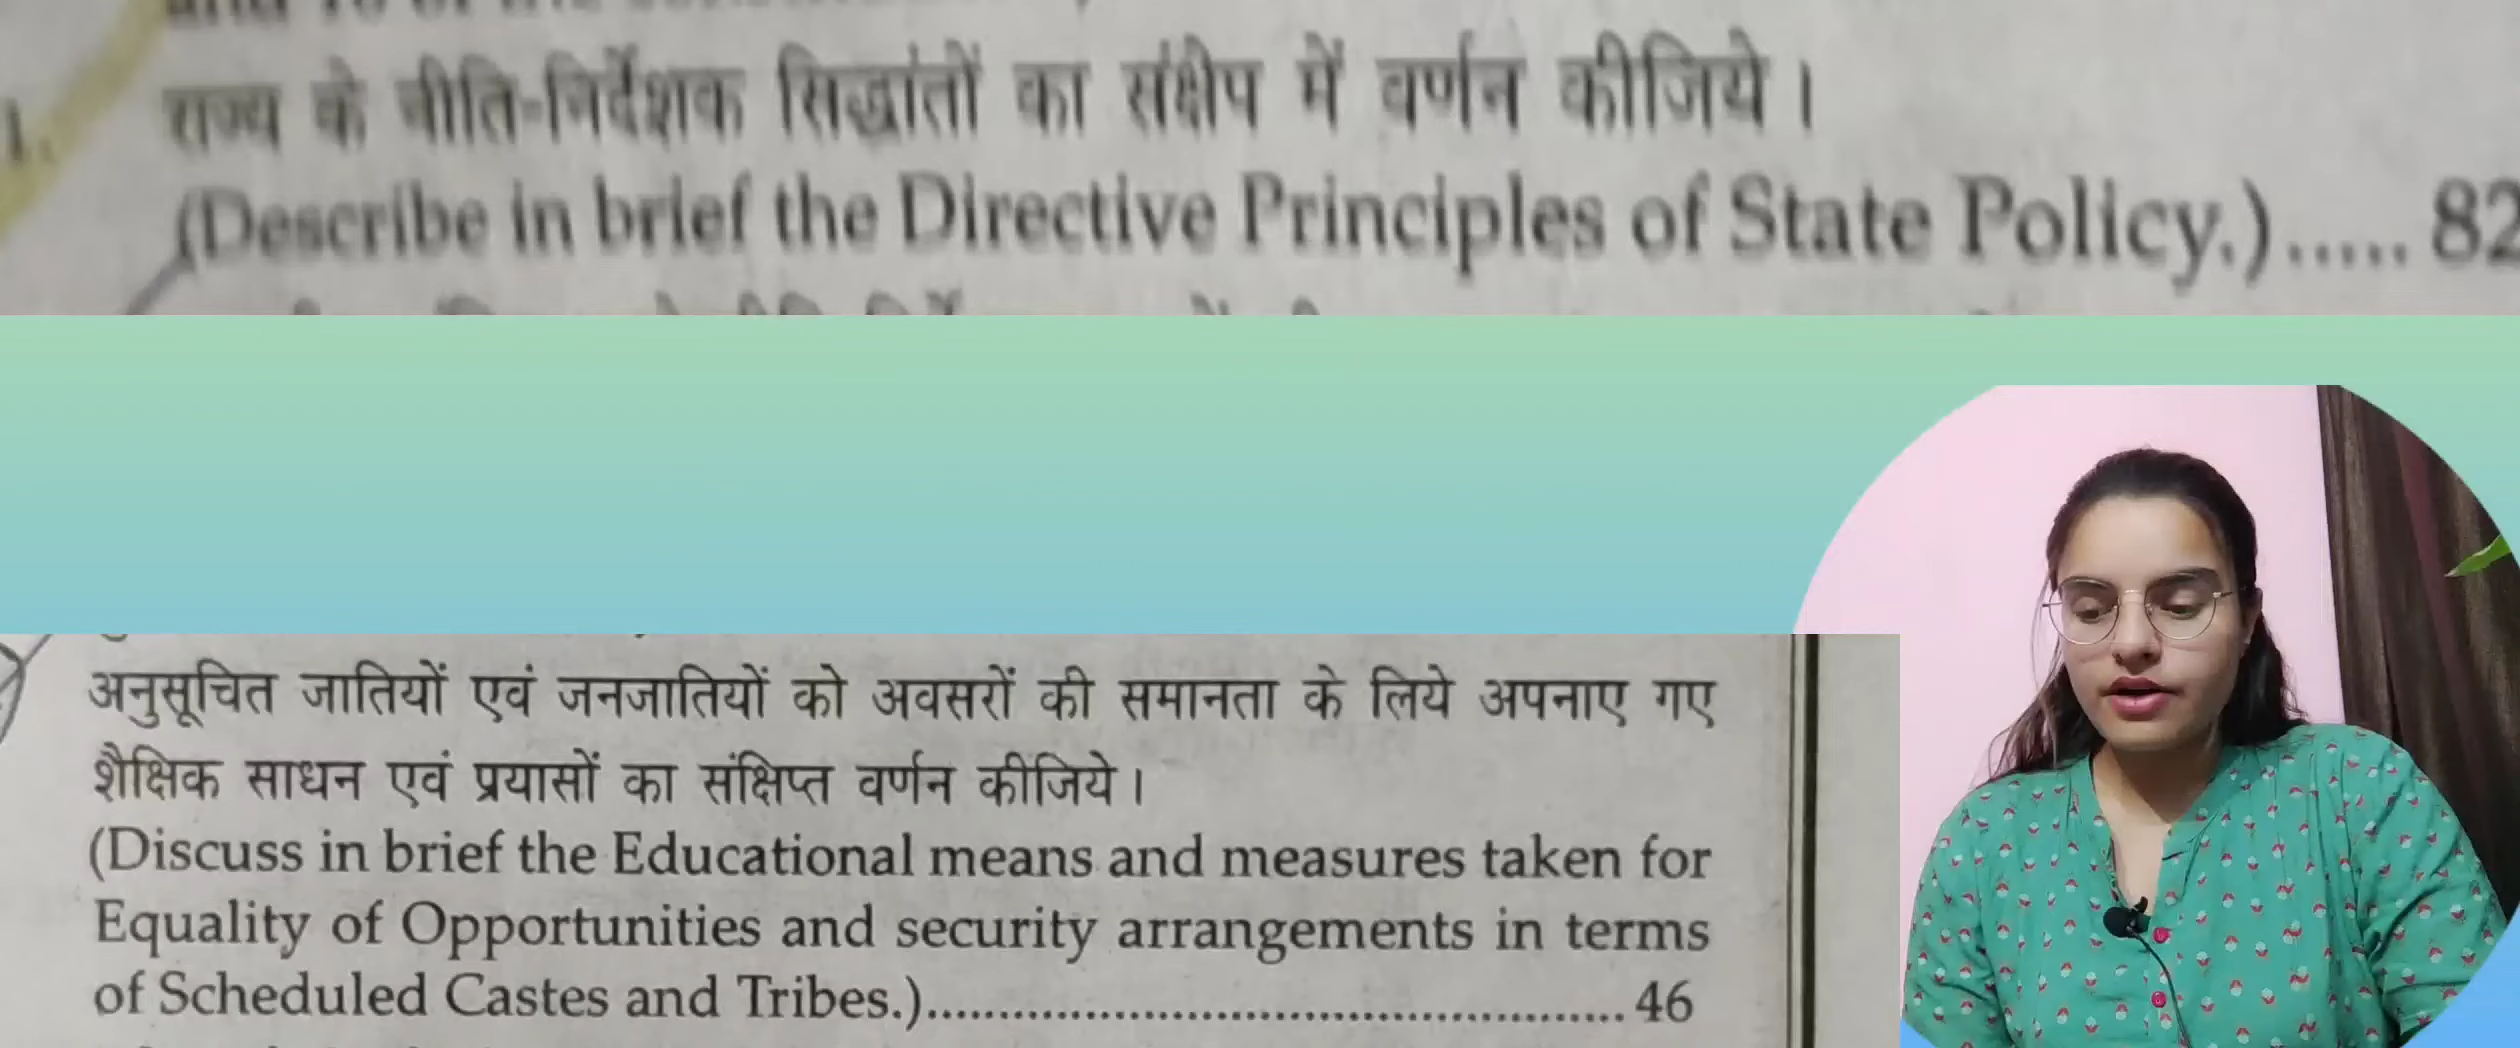 1.
राज्य के नीति-निर्देशक सिद्धांतों का संक्षेप में वर्णन कीजिये।
(Describe in brief the Directive Principles of State Policy.)..... 82
अनुसूचित जातियों एवं जनजातियों को अवसरों की समानता के लिये अपनाए गए
शैक्षिक साधन एवं प्रयासों का संक्षिप्त वर्णन कीजिये।
(Discuss in brief the Educational means and measures taken for
Equality of Opportunities and security arrangements in terms
of Scheduled Castes and Tribes.)................................................ 46